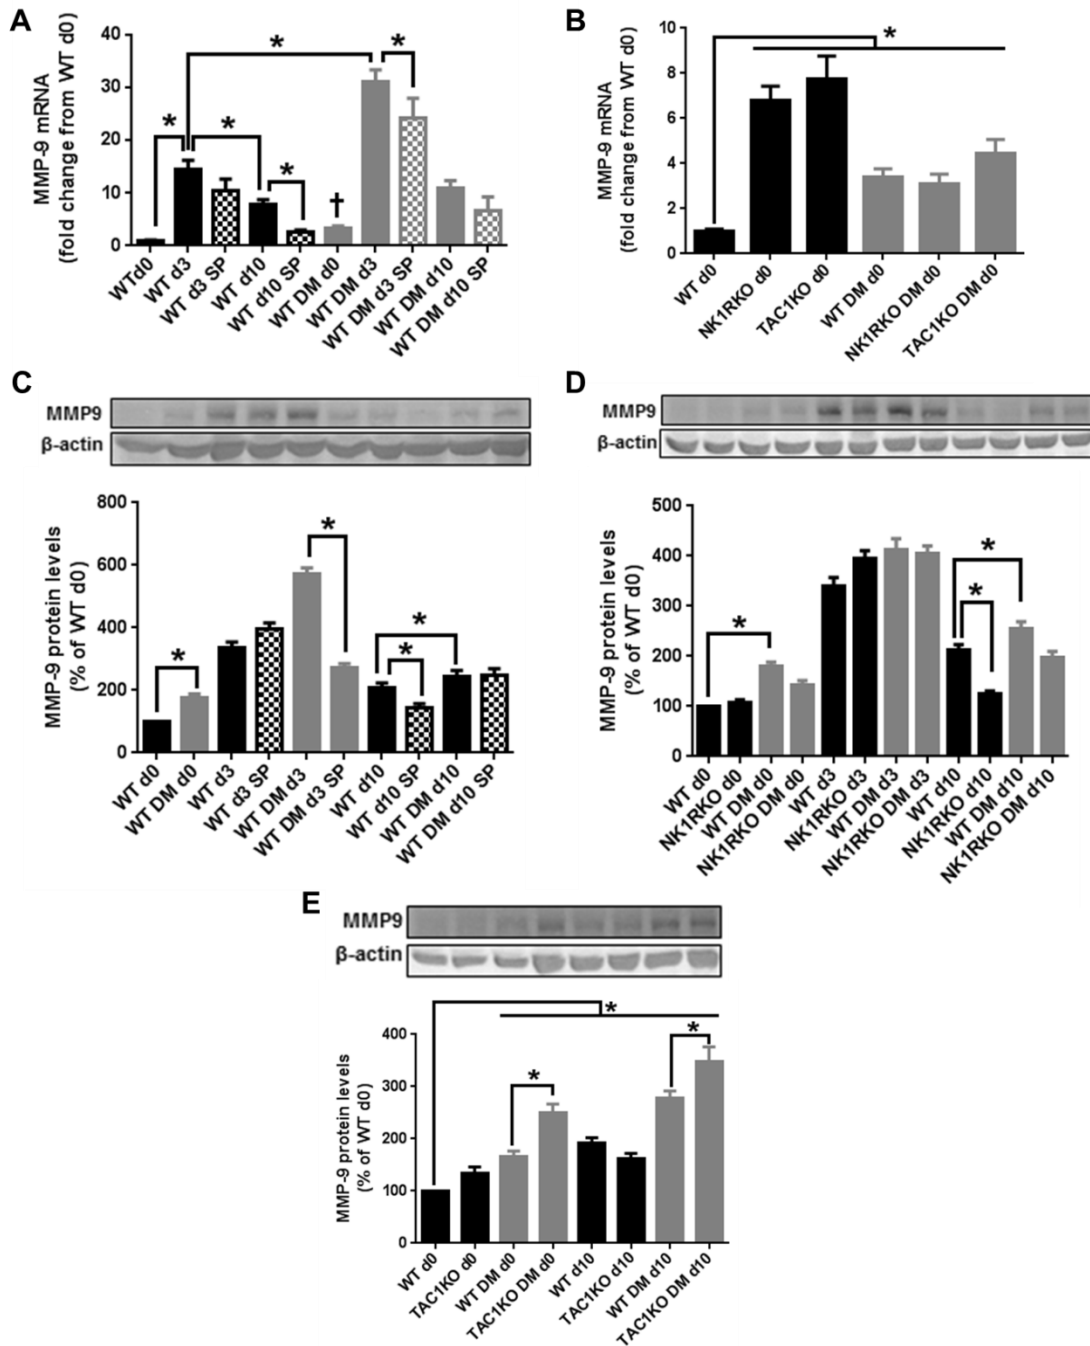 A
MMP-9 mRNA
(fold change from WT d0)
40
30
20
10
0
*
*
*
*
*
†
WTd0
WT d3
WT d3 SP
WT d10
WT d10 SP
WT DM d0
WT DM d3
WT DM d3 SP
WT DM d10
WT DM d10 SP
B
MMP-9 mRNA
(fold change from WT d0)
10
8
6
4
2
0
*
WT d0
NK1RKO d0
TAC1KO d0
WT DM d0
NK1RKO DM d0
TAC1KO DM d0
C
MMP9
β-actin
MMP-9 protein levels
(% of WT d0)
800
600
400
200
0
*
*
*
*
WT d0
WT DM d0
WT d3
WT d3 SP
WT DM d3
WT DM d3 SP
WT d10
WT d10 SP
WT DM d10
WT DM d10 SP
D
MMP9
β-actin
MMP-9 protein levels
(% of WT d0)
500
400
300
200
100
0
*
*
*
WT d0
NK1RKO d0
WT DM d0
NK1RKO DM d0
WT d3
NK1RKO d3
WT DM d3
NK1RKO DM d3
WT d10
NK1RKO d10
WT DM d10
NK1RKO DM d10
E
MMP9
β-actin
MMP-9 protein levels
(% of WT d0)
400
300
200
100
0
*
*
*
WT d0
TAC1KO d0
WT DM d0
TAC1KO DM d0
WT d10
TAC1KO d10
WT DM d10
TAC1KO DM d10